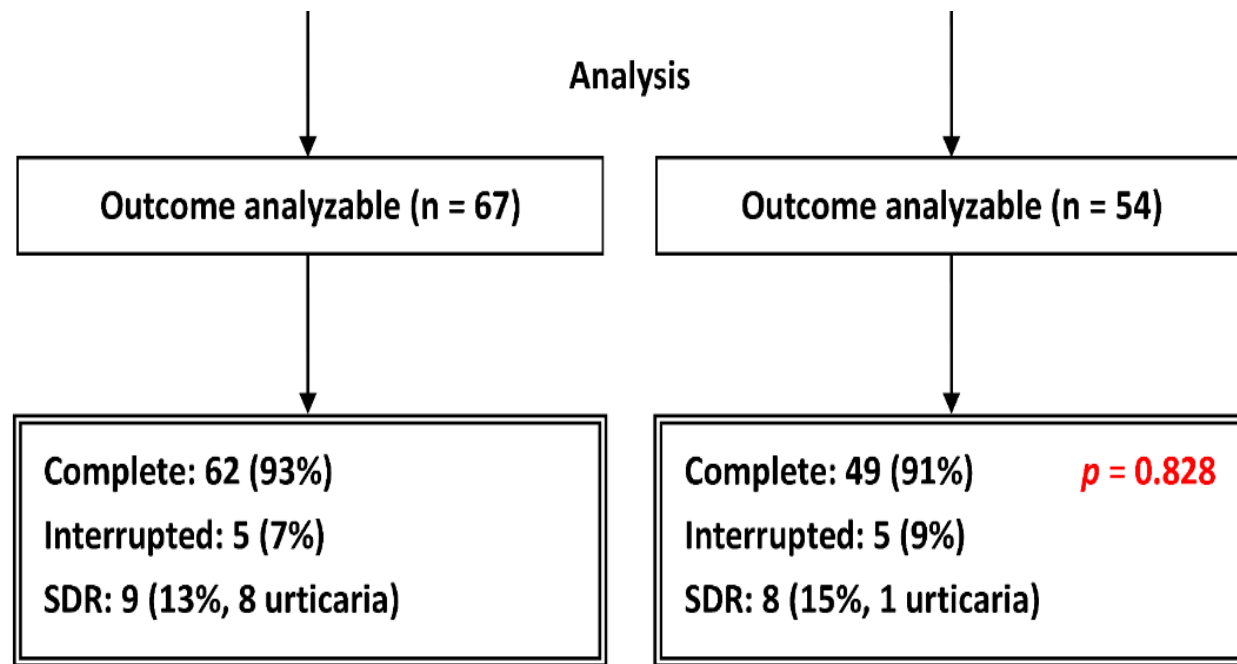 Analysis
Outcome analyzable (n = 67)
Outcome analyzable (n = 54)
Complete: 62 (93%)
Interrupted: 5 (7%)
SDR: 9 (13%, 8 urticaria)
Complete: 49 (91%) p = 0.828
Interrupted: 5 (9%)
SDR: 8 (15%, 1 urticaria)